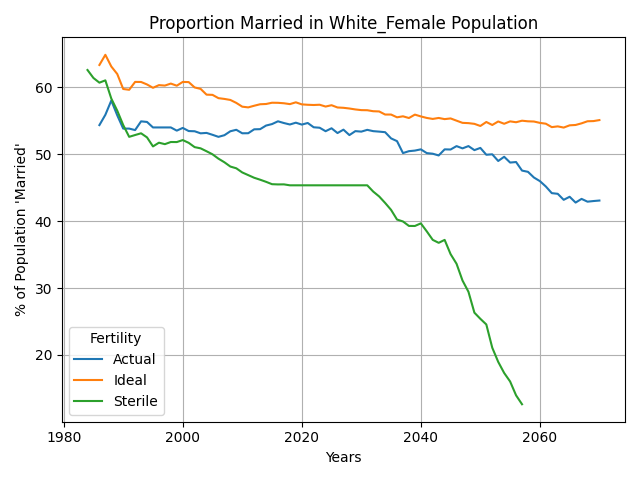 Proportion Married in White_Female Population
% of Population 'Married'
60
50
40
30
20
Fertility
Actual
Ideal
Sterile
1980 2000 2020 2040 2060
Years